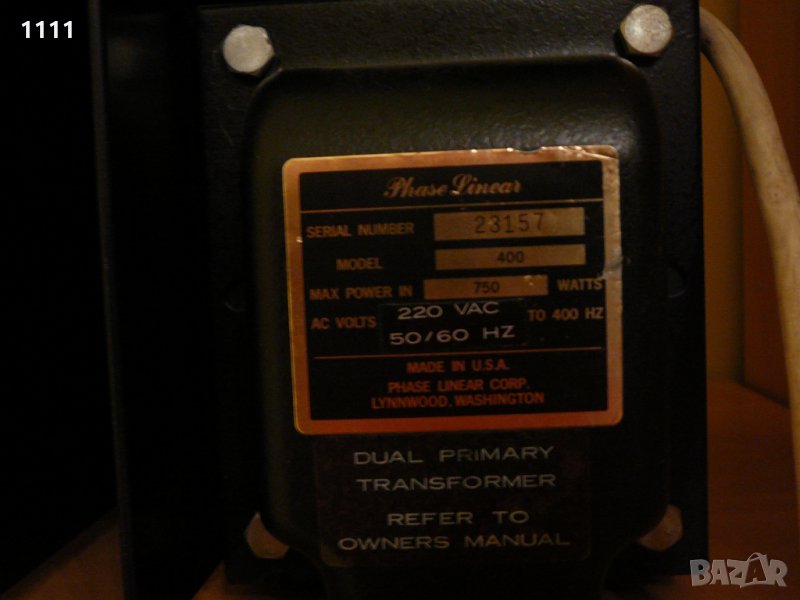 1111
Phase Linear
SERIAL NUMBER 23157
MODEL 400
MAX POWER IN 750 WATTS
AC VOLTS 220 VAC 50/60 HZ TO 400 HZ
MADE IN U.S.A.
PHASE LINEAR CORP.
LYNNWOOD, WASHINGTON
DUAL PRIMARY
TRANSFORMER
REFER TO
OWNERS MANUAL
BAZAR